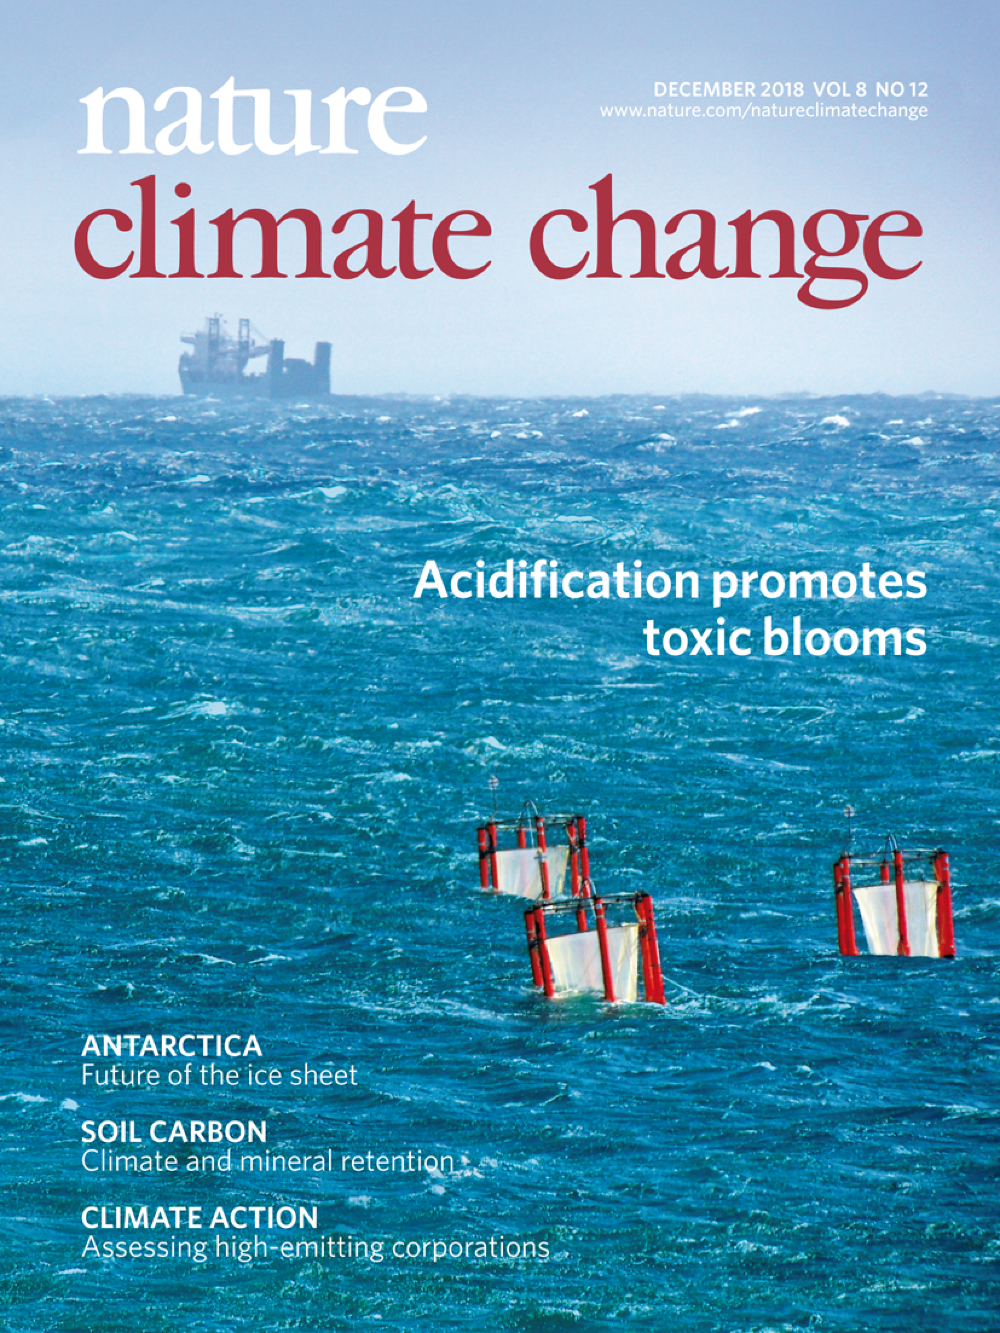 nature
climate change
DECEMBER 2018 VOL 8 NO 12
www.nature.com/natureclimatechange
Acidification promotes
toxic blooms
ANTARCTICA
Future of the ice sheet
SOIL CARBON
Climate and mineral retention
CLIMATE ACTION
Assessing high-emitting corporations